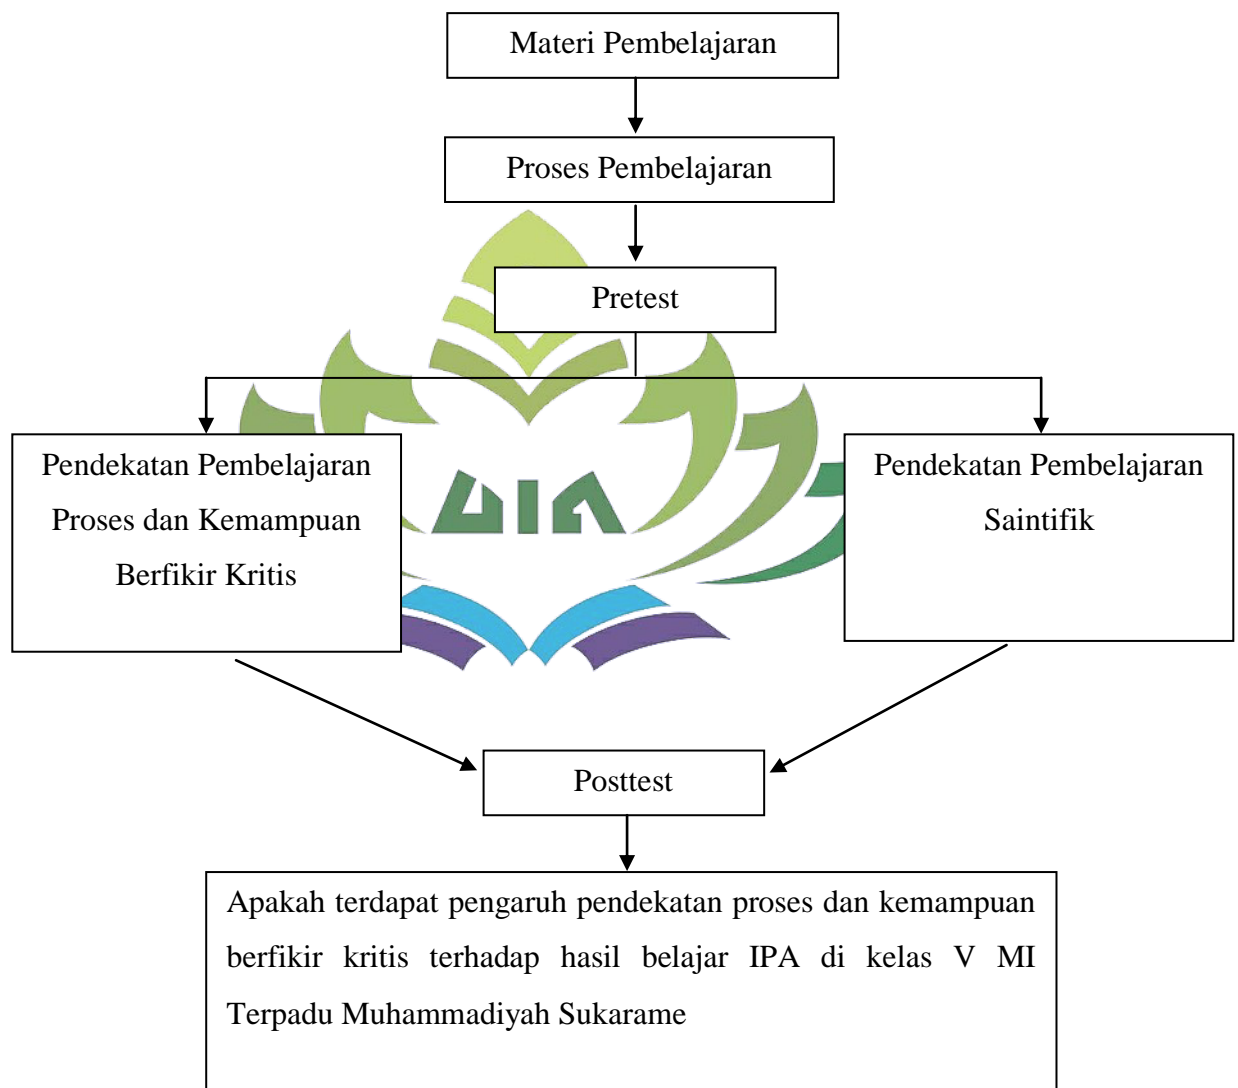 Materi Pembelajaran
Proses Pembelajaran
Pretest
Pendekatan Pembelajaran
Proses dan Kemampuan
Berfikir Kritis
Pendekatan Pembelajaran
Saintifik
UIN
Posttest
Apakah terdapat pengaruh pendekatan proses dan kemampuan
berfikir kritis terhadap hasil belajar IPA di kelas V MI
Terpadu Muhammadiyah Sukarame